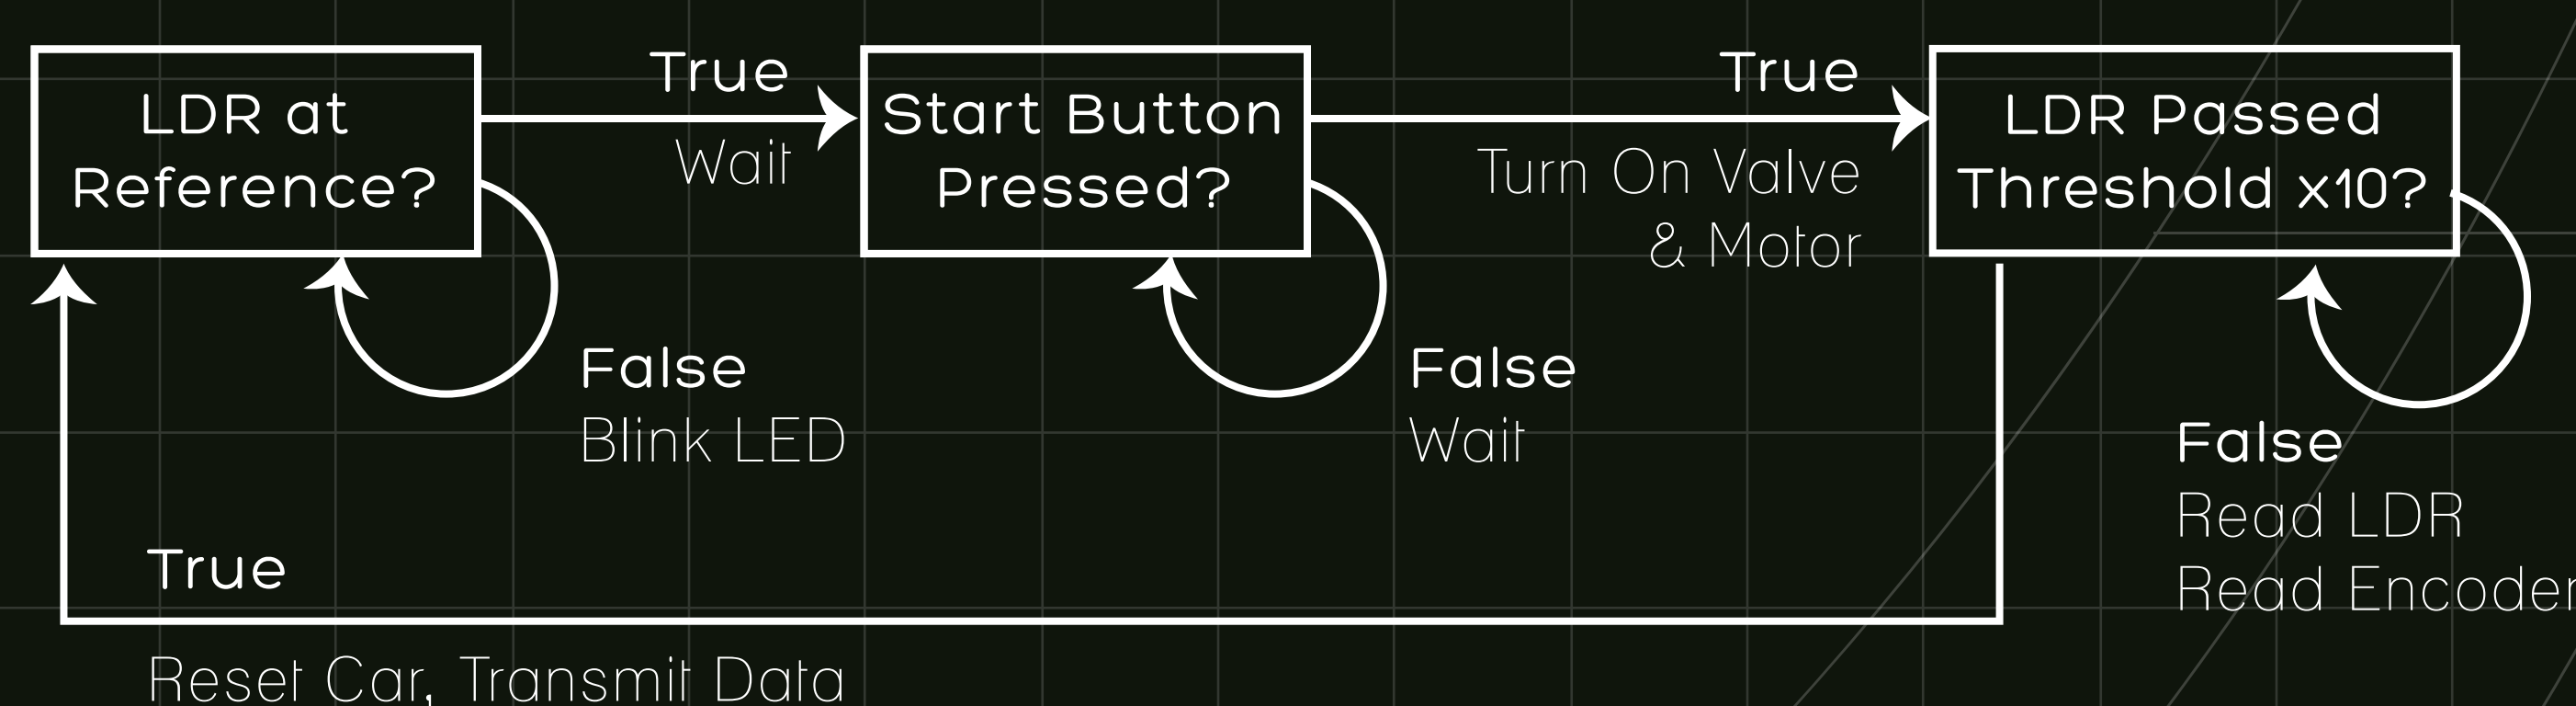 LDR at
Reference?
True
Wait
Start Button
Pressed?
True
Turn On Valve
& Motor
LDR Passed
Threshold x10?
False
Blink LED
False
Wait
False
Read LDR
Read Encoder
True
Reset Car, Transmit Data